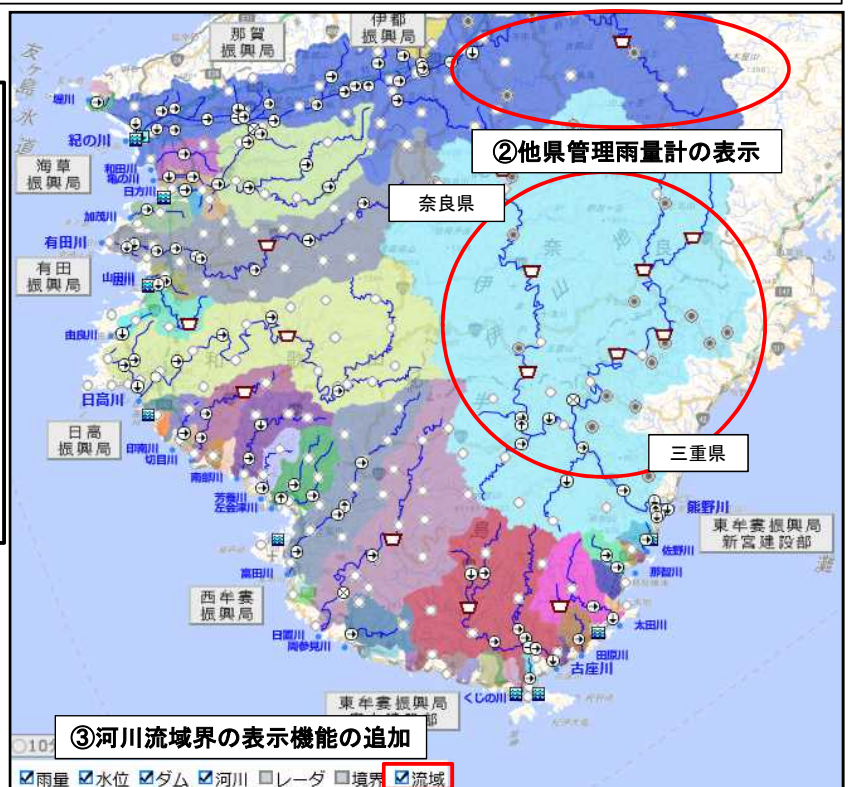 那賀
振興局
伊都
振興局
②他県管理雨量計の表示
奈良県
堀川
紀の川
海草
振興局
和田川
亀の川
日方川
加茂川
有田川
有田
振興局
山田川
由良川
日高川
日高
振興局
印南川
切目川
南部川
芳養川
左会津川
富田川
西牟婁
振興局
日置川
周参見川
三重県
熊野川
東牟婁振興局
新宮建設部
佐野川
那智川
太田川
田原川
古座川
くじの川
東牟婁振興局
③河川流域界の表示機能の追加
雨量 水位 ダム 河川 レーダ 境界 流域